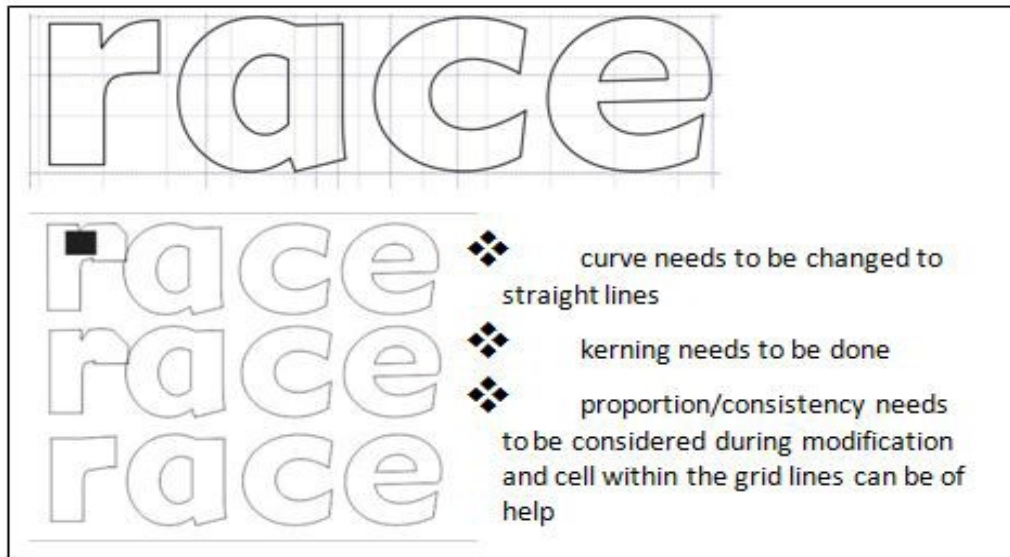 race
race
race
race
❖ curve needs to be changed to
straight lines
❖ kerning needs to be done
❖ proportion/consistency needs
to be considered during modification
and cell within the grid lines can be of
help